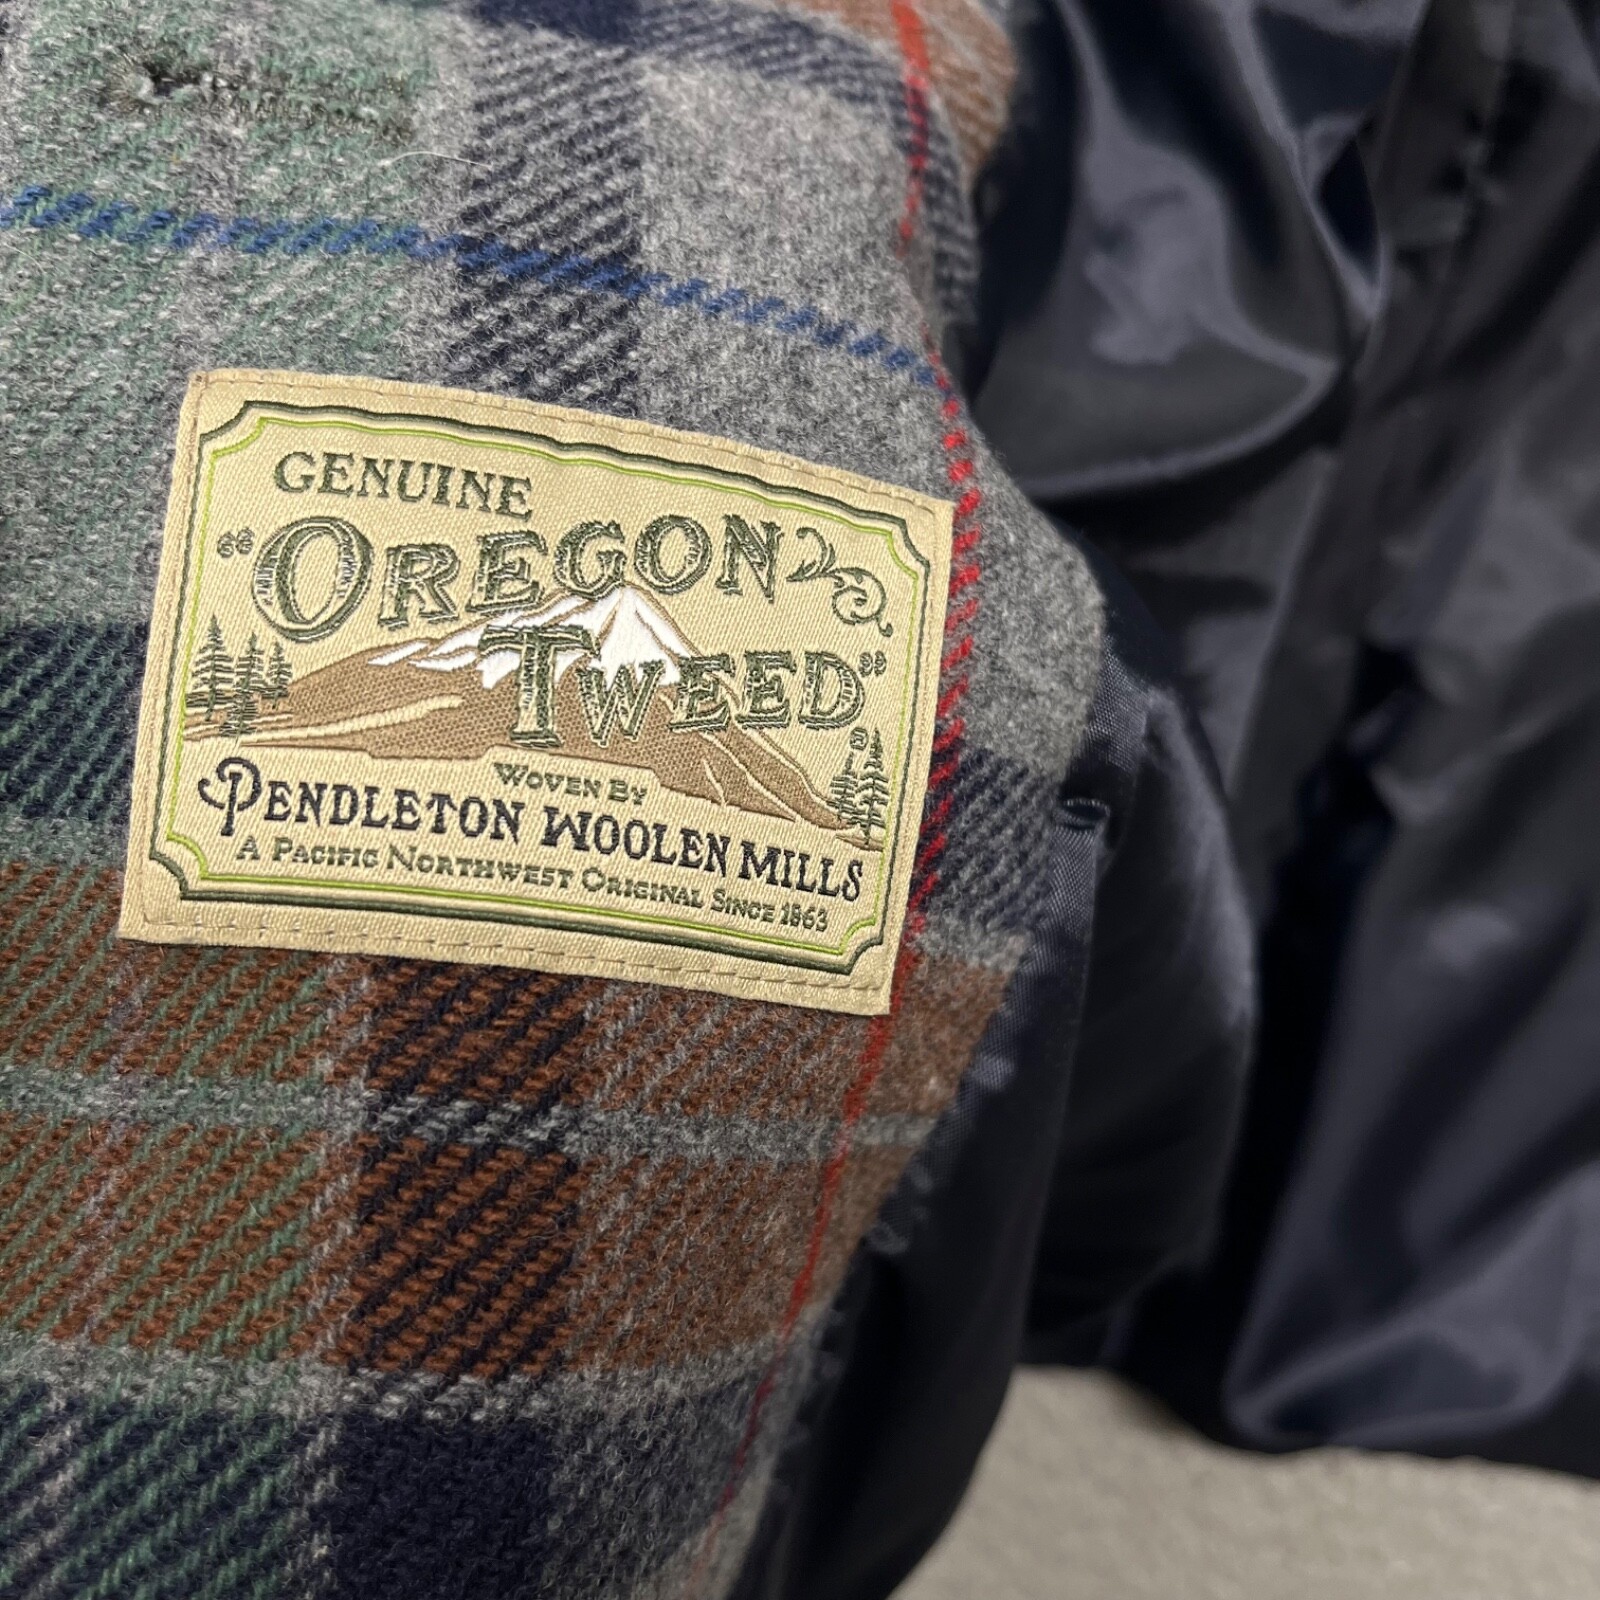 GENUINE
"OREGON
TWEED"®
WOVEN BY
PENDLETON WOOLEN MILLS
A PACIFIC NORTHWEST ORIGINAL SINCE 1863